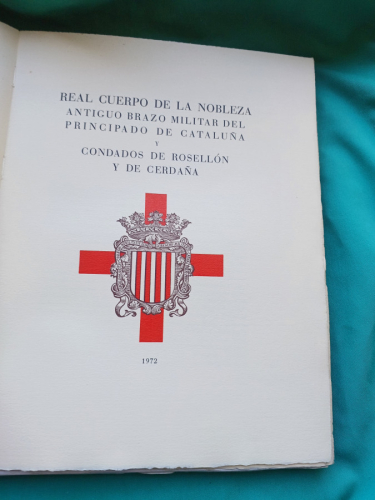 REAL CUERPO DE LA NOBLEZA
ANTIGUO BRAZO MILITAR DEL
PRINCIPADO DE CATALUÑA
Y
CONDADOS DE ROSELLÓN
Y DE CERDAÑA
1972